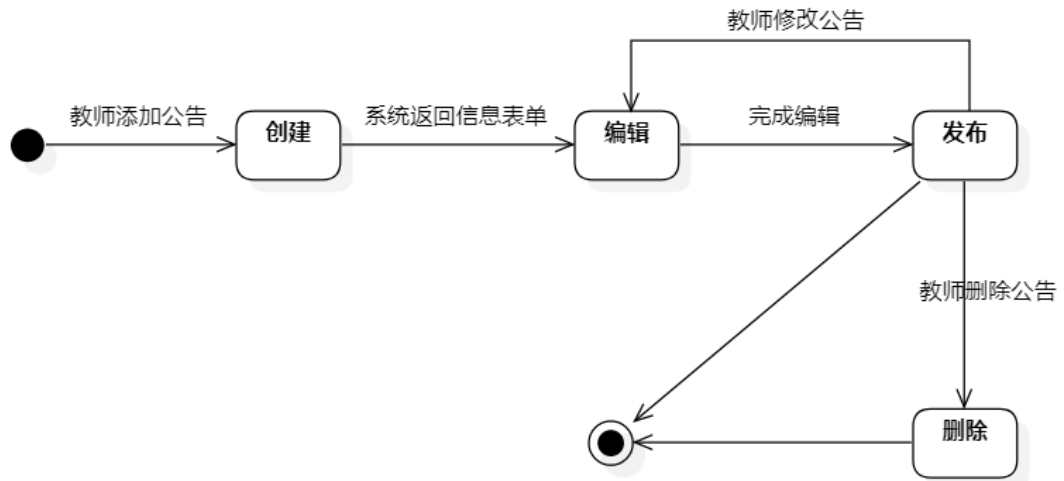 教师修改公告
教师添加公告
创建
系统返回信息表单
编辑
完成编辑
发布
教师删除公告
删除